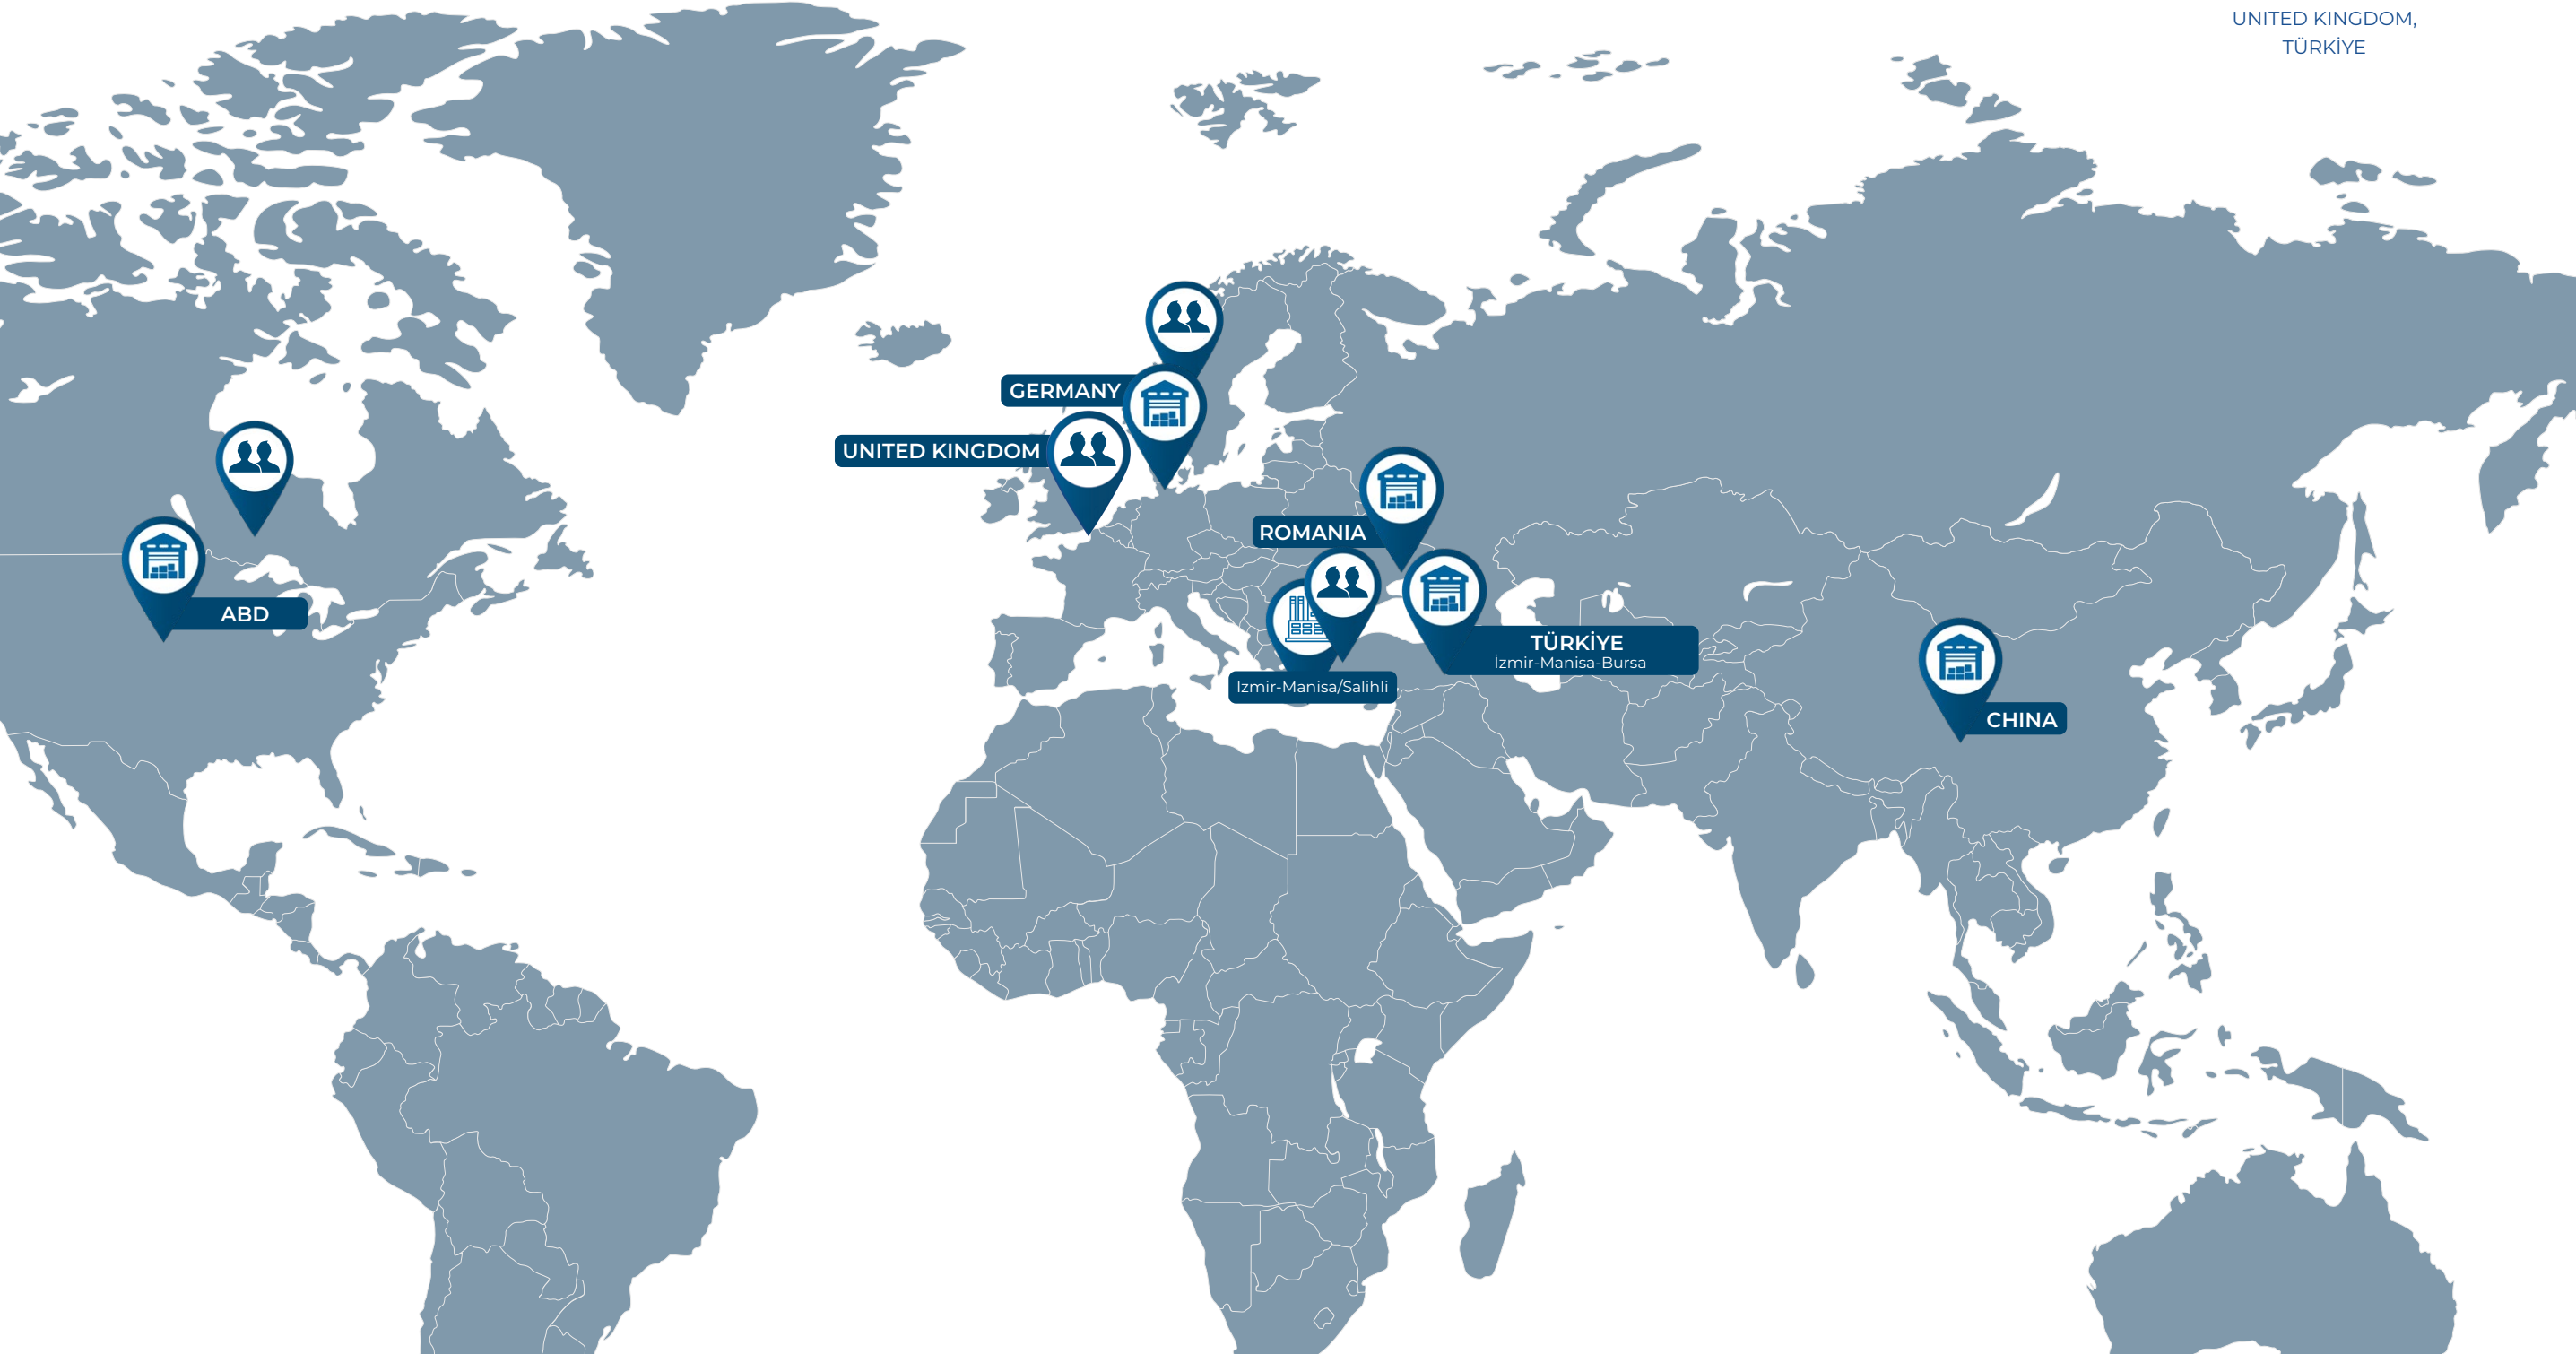 UNITED KINGDOM,
TÜRKİYE
GERMANY
UNITED KINGDOM
ROMANIA
ABD
TÜRKİYE
İzmir-Manisa-Bursa
Izmir-Manisa/Salihli
CHINA